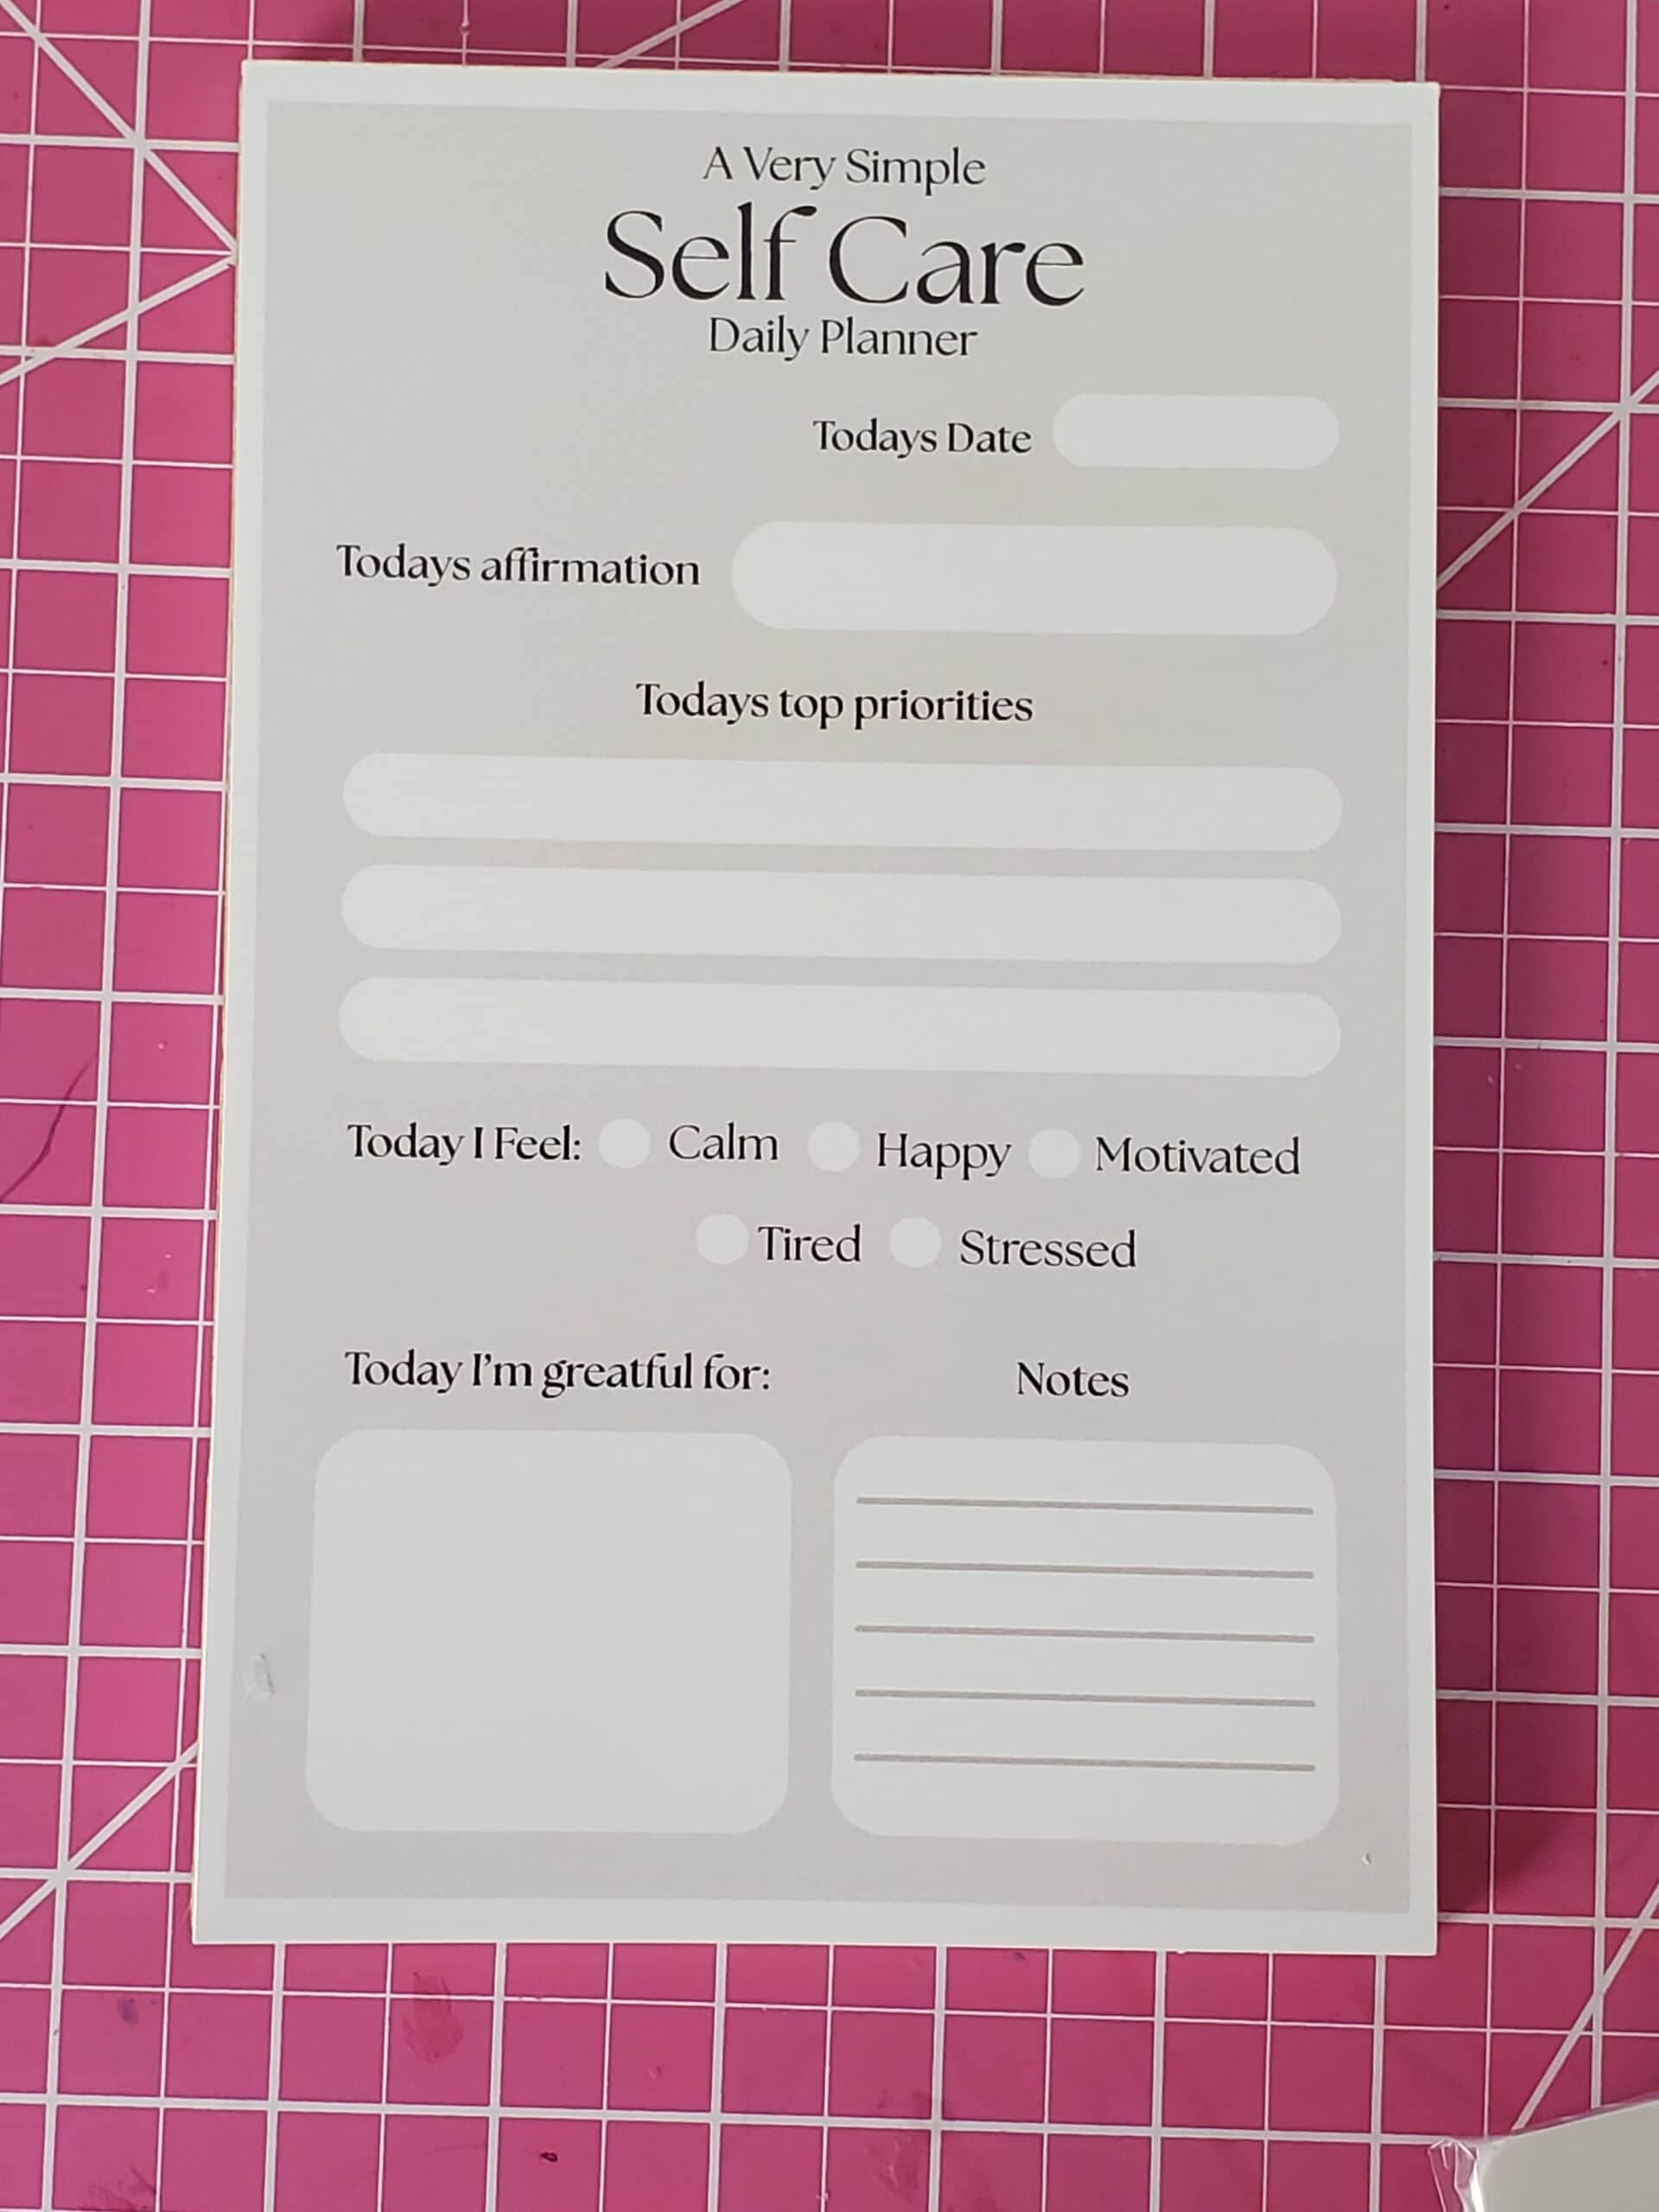 A Very Simple
Self Care
Daily Planner
Todays Date
Todays affirmation
Todays top priorities
Today I Feel: Calm Happy Motivated
Tired Stressed
Today I'm greatful for: Notes